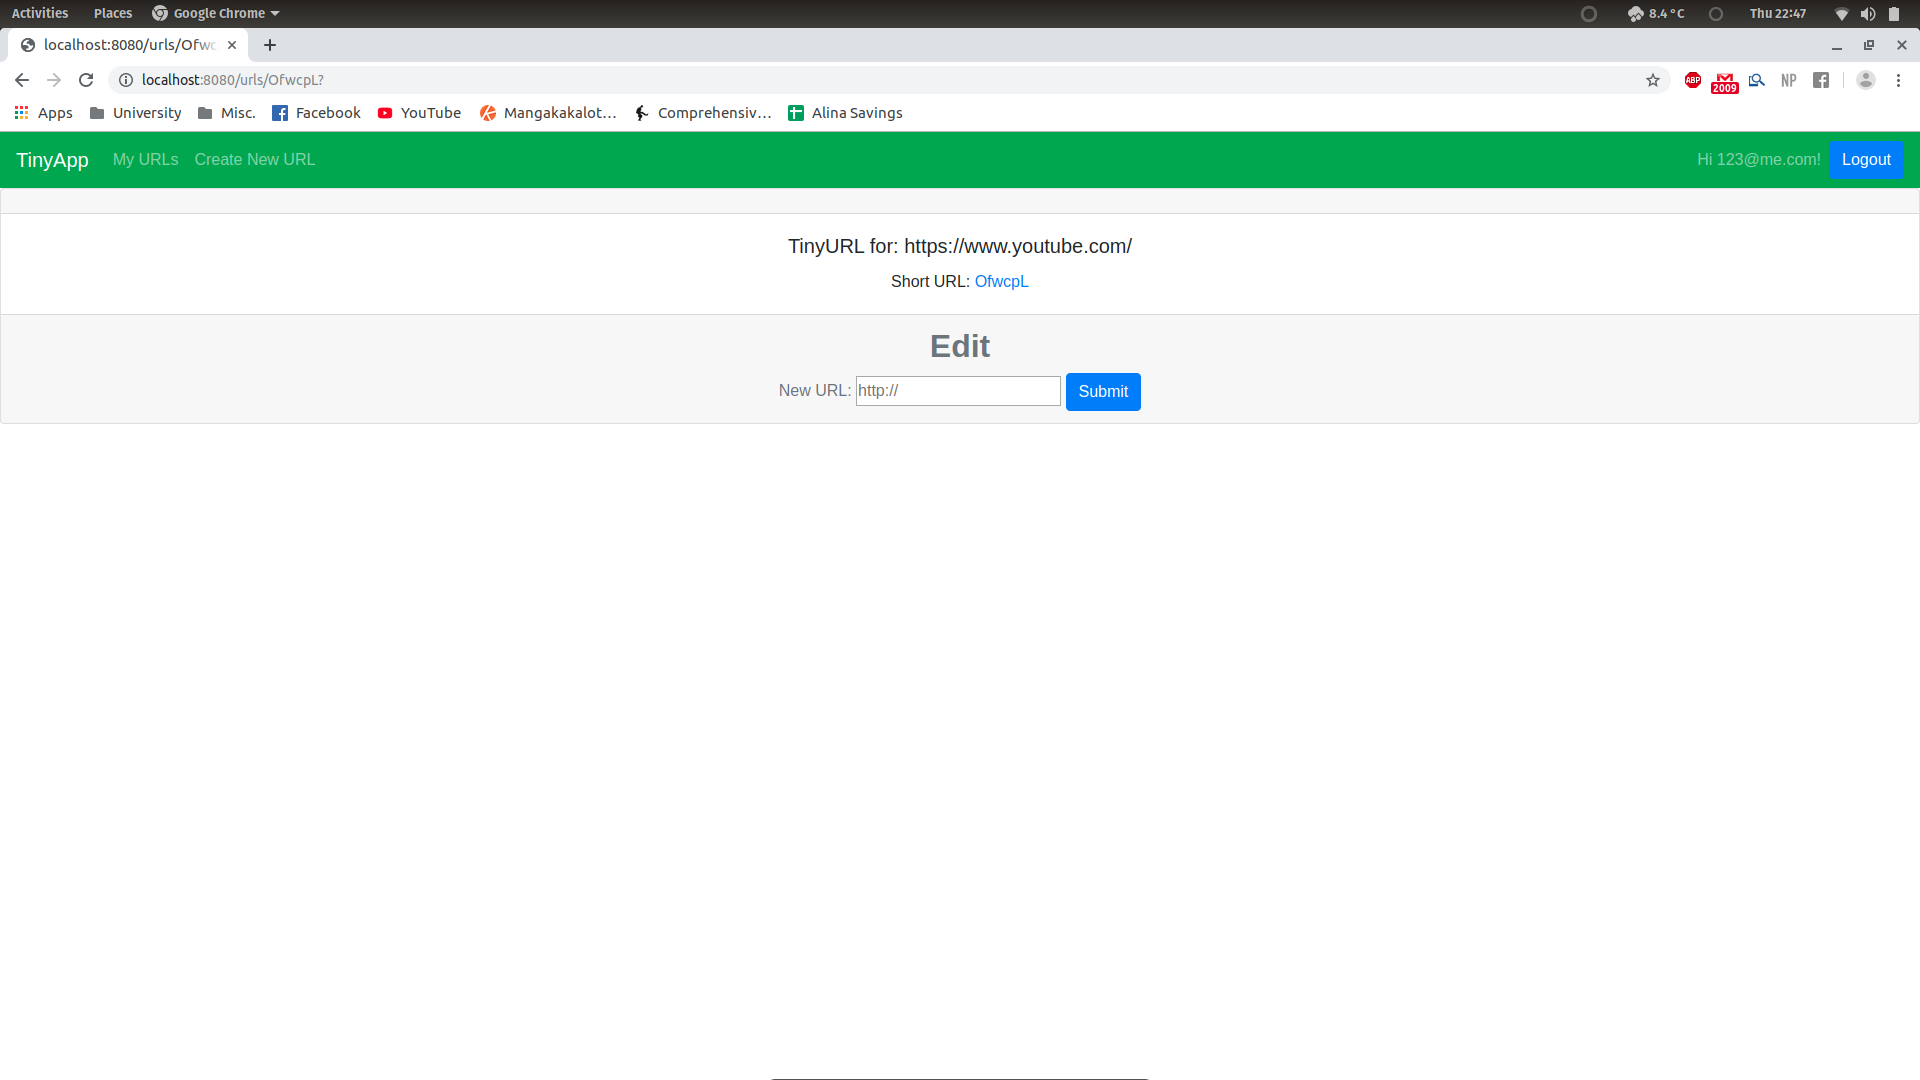 Activities Places Google Chrome 8.4 °C Thu 22:47
localhost:8080/urls/Ofwc
localhost:8080/urls/OfwcpL? ABP 2009 NP
Apps University Misc. Facebook YouTube Mangakakalot… Comprehensiv… Alina Savings
TinyApp My URLs Create New URL Hi 123@me.com! Logout
TinyURL for: https://www.youtube.com/
Short URL: OfwcpL
Edit
New URL: http:// Submit